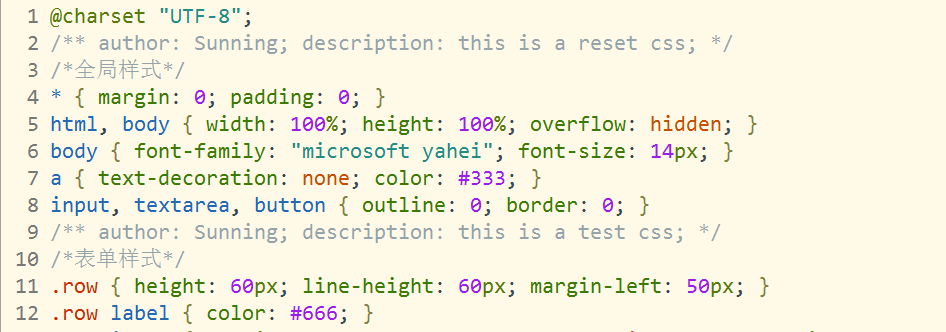 1 @charset "UTF-8";
2 /** author: Sunning; description: this is a reset css; */
3 /*全局样式*/
4 * { margin: 0; padding: 0; }
5 html, body { width: 100%; height: 100%; overflow: hidden; }
6 body { font-family: "microsoft yahei"; font-size: 14px; }
7 a { text-decoration: none; color: #333; }
8 input, textarea, button { outline: 0; border: 0; }
9 /** author: Sunning; description: this is a test css; */
10 /*表单样式*/
11 .row { height: 60px; line-height: 60px; margin-left: 50px; }
12 .row label { color: #666; }